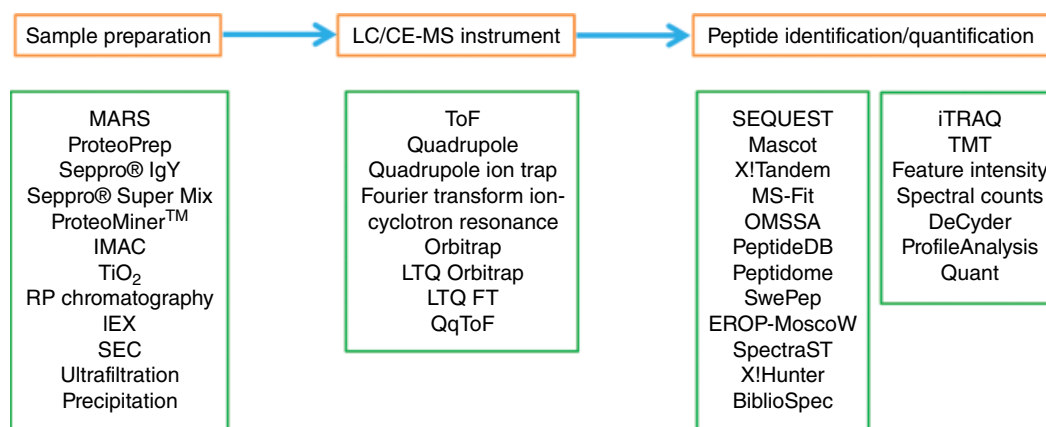 Sample preparation
LC/CE-MS instrument
Peptide identification/quantification
MARS
ProteoPrep
Seppro® IgY
Seppro® Super Mix
ProteoMiner™
IMAC
TiO₂
RP chromatography
IEX
SEC
Ultrafiltration
Precipitation
ToF
Quadrupole
Quadrupole ion trap
Fourier transform ion-
cyclotron resonance
Orbitrap
LTQ Orbitrap
LTQ FT
QqToF
SEQUEST
Mascot
X!Tandem
MS-Fit
OMSSA
PeptideDB
Peptidome
SwePep
EROP-MoscoW
SpectraST
X!Hunter
BiblioSpec
iTRAQ
TMT
Feature intensity
Spectral counts
DeCyder
ProfileAnalysis
Quant